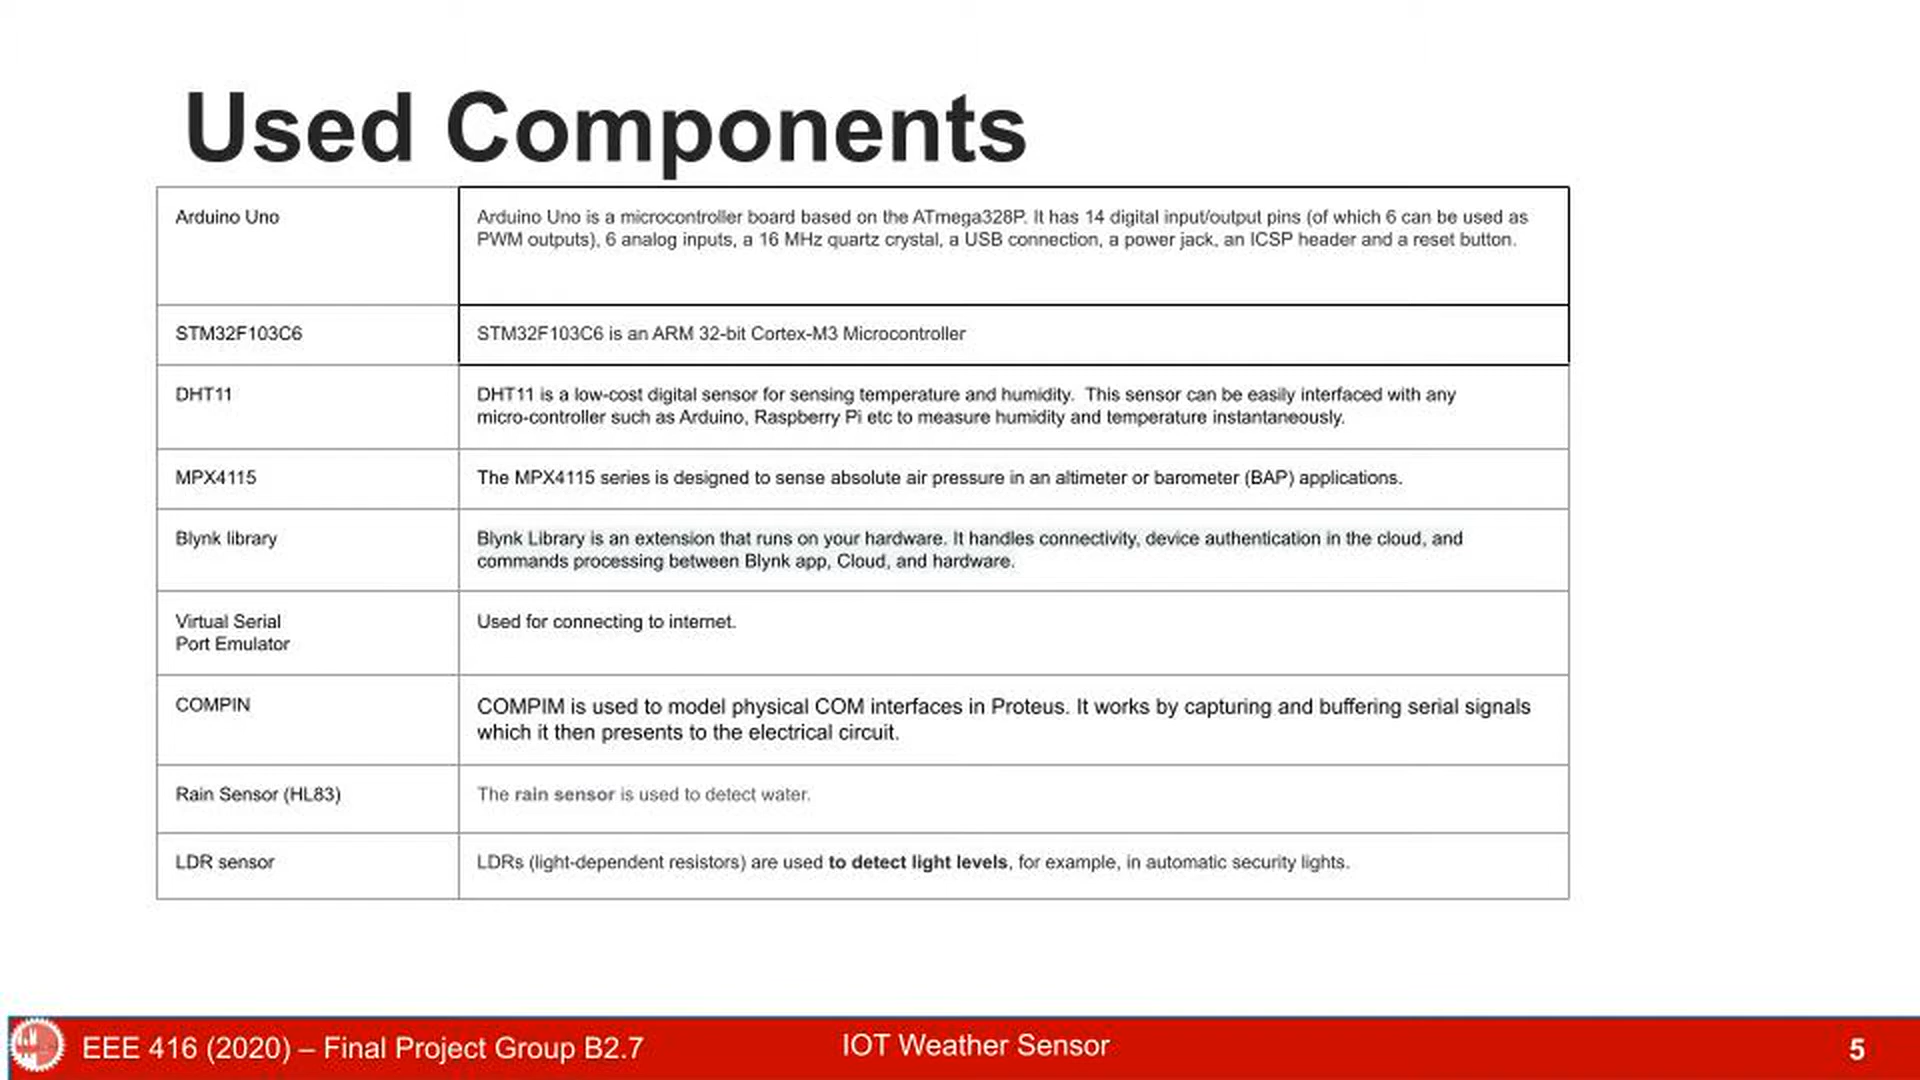 Used Components
Arduino Uno
Arduino Uno is a microcontroller board based on the ATmega328P. It has 14 digital input/output pins (of which 6 can be used as
PWM outputs), 6 analog inputs, a 16 MHz quartz crystal, a USB connection, a power jack, an ICSP header and a reset button.
STM32F103C6
STM32F103C6 is an ARM 32-bit Cortex-M3 Microcontroller
DHT11
DHT11 is a low-cost digital sensor for sensing temperature and humidity.  This sensor can be easily interfaced with any
micro-controller such as Arduino, Raspberry Pi etc to measure humidity and temperature instantaneously.
MPX4115
The MPX4115 series is designed to sense absolute air pressure in an altimeter or barometer (BAP) applications.
Blynk library
Blynk Library is an extension that runs on your hardware. It handles connectivity, device authentication in the cloud, and
commands processing between Blynk app, Cloud, and hardware.
Virtual Serial
Port Emulator
Used for connecting to internet.
COMPIN
COMPIM is used to model physical COM interfaces in Proteus. It works by capturing and buffering serial signals
which it then presents to the electrical circuit.
Rain Sensor (HL83)
The rain sensor is used to detect water.
LDR sensor
LDRs (light-dependent resistors) are used to detect light levels, for example, in automatic security lights.
EEE 416 (2020) – Final Project Group B2.7
IOT Weather Sensor
5